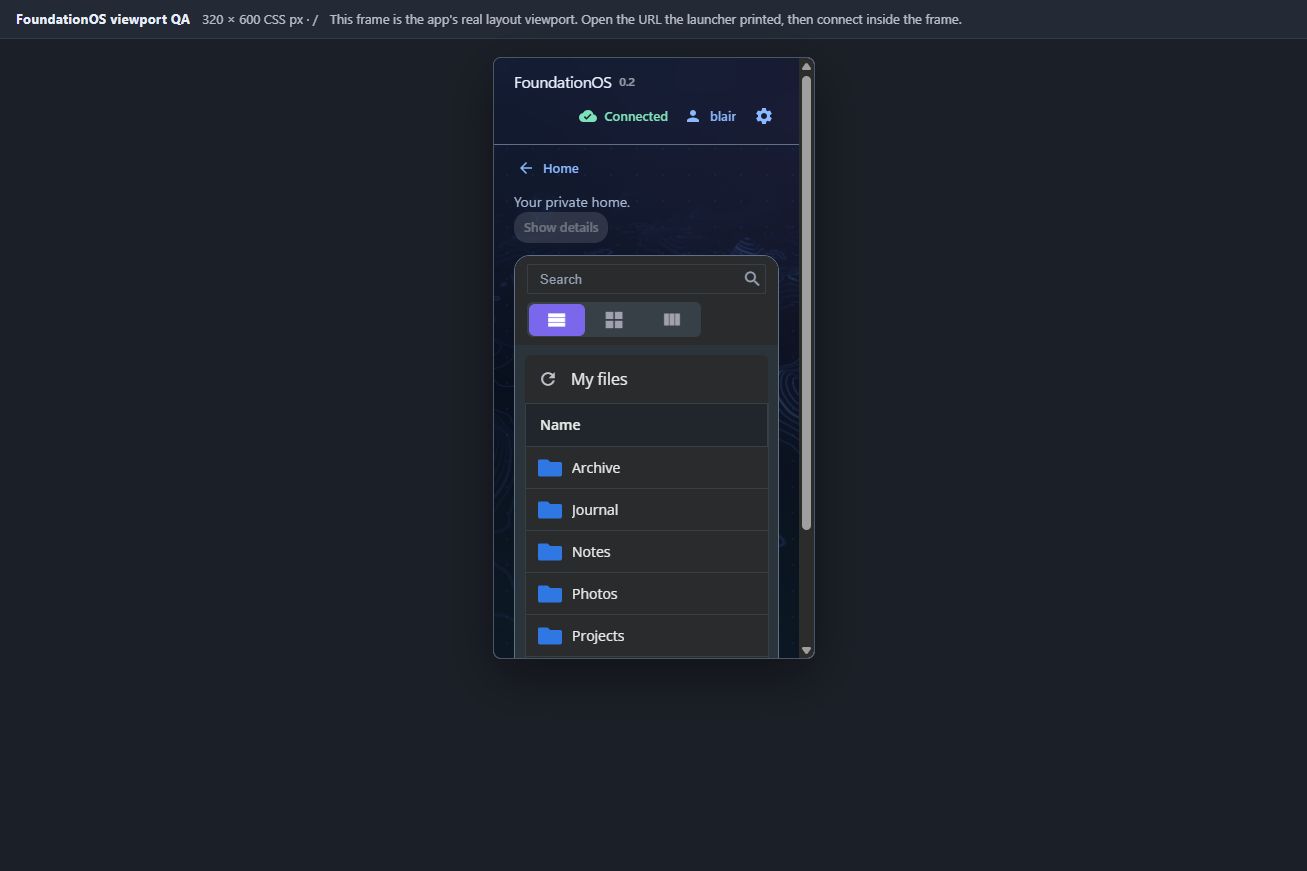 FoundationOS viewport QA 320 × 600 CSS px · / This frame is the app's real layout viewport. Open the URL the launcher printed, then connect inside the frame.
FoundationOS 0.2
Connected blair
Home
Your private home.
Show details
Search
My files
Name
Archive
Journal
Notes
Photos
Projects